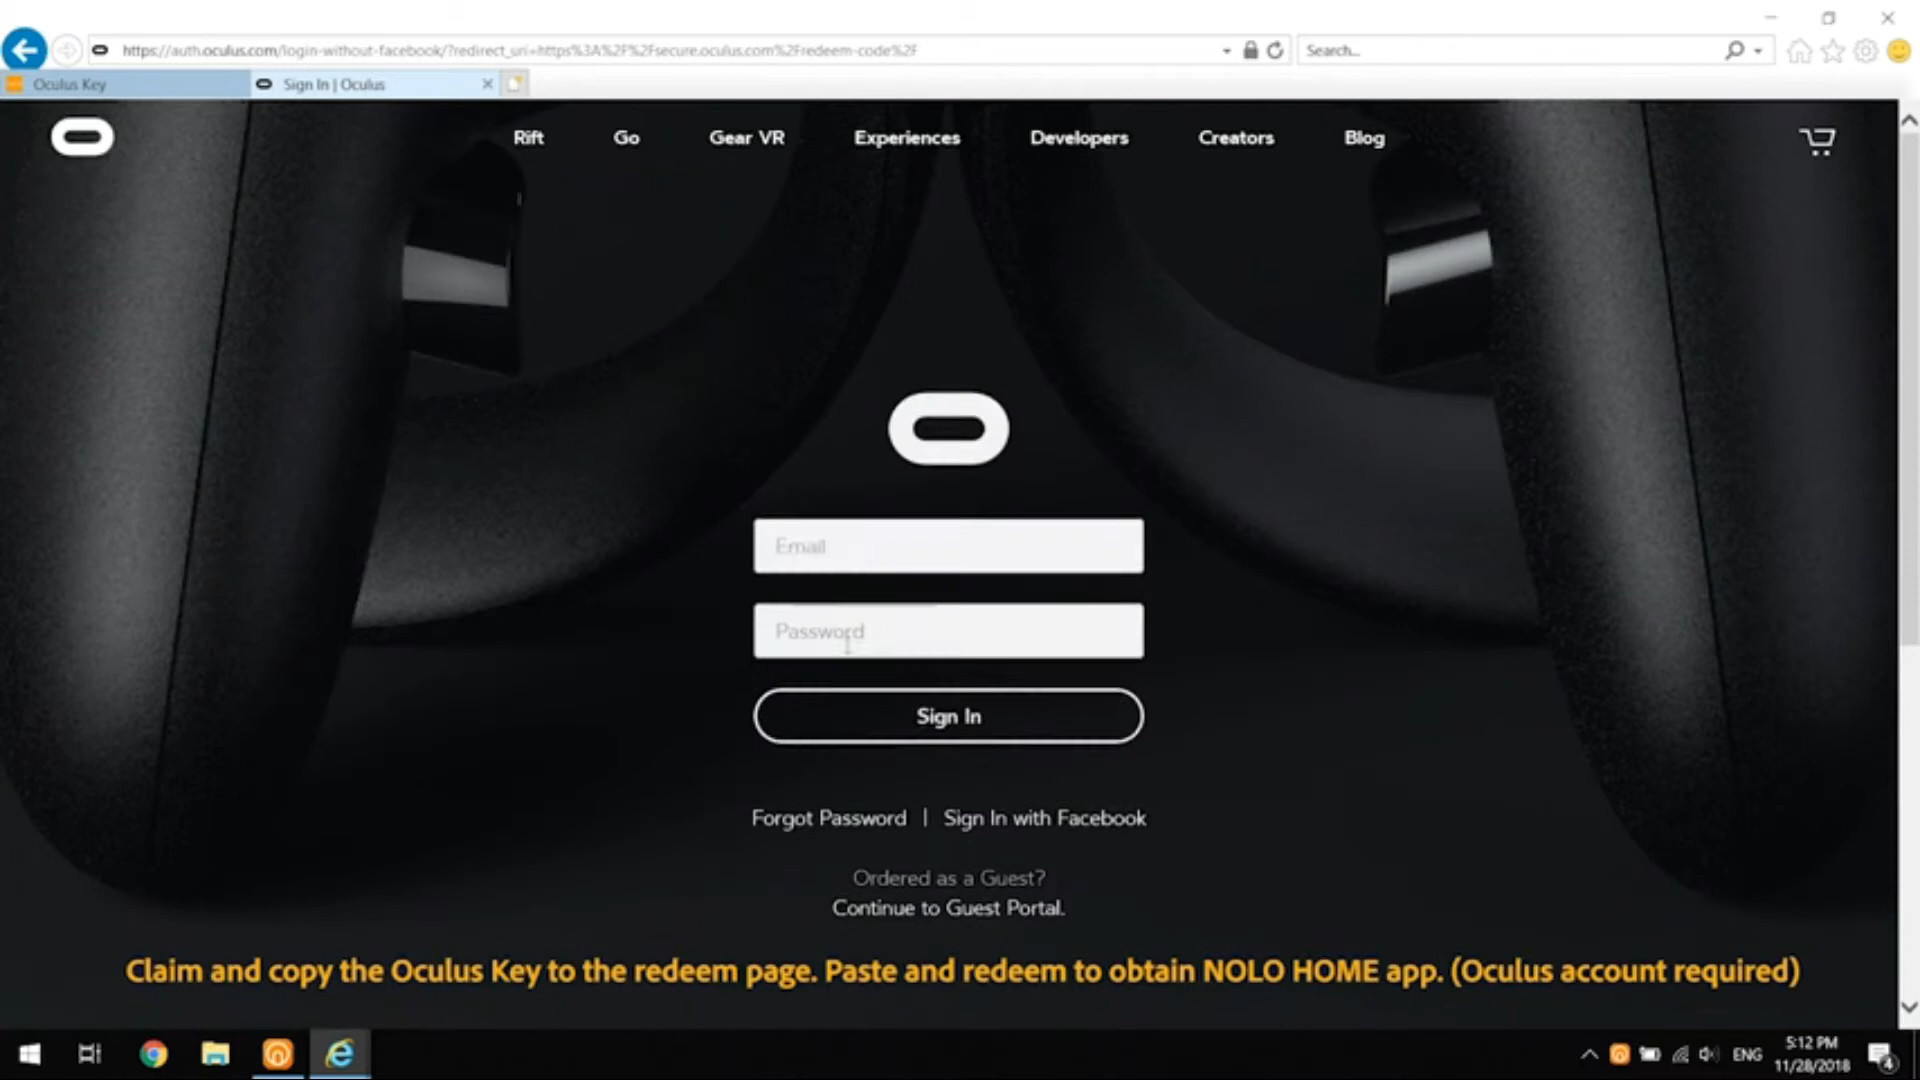 https://auth.oculus.com/login-without-facebook/?redirect_uri=https%3A%2F%2Fsecure.oculus.com%2Fredeem-code%2F
Search...
Oculus Key
Sign In | Oculus
Rift
Go
Gear VR
Experiences
Developers
Creators
Blog
Email
Password
Sign In
Forgot Password | Sign In with Facebook
Ordered as a Guest?
Continue to Guest Portal.
Claim and copy the Oculus Key to the redeem page. Paste and redeem to obtain NOLO HOME app. (Oculus account required)
ENG
5:12 PM
11/28/2018
4